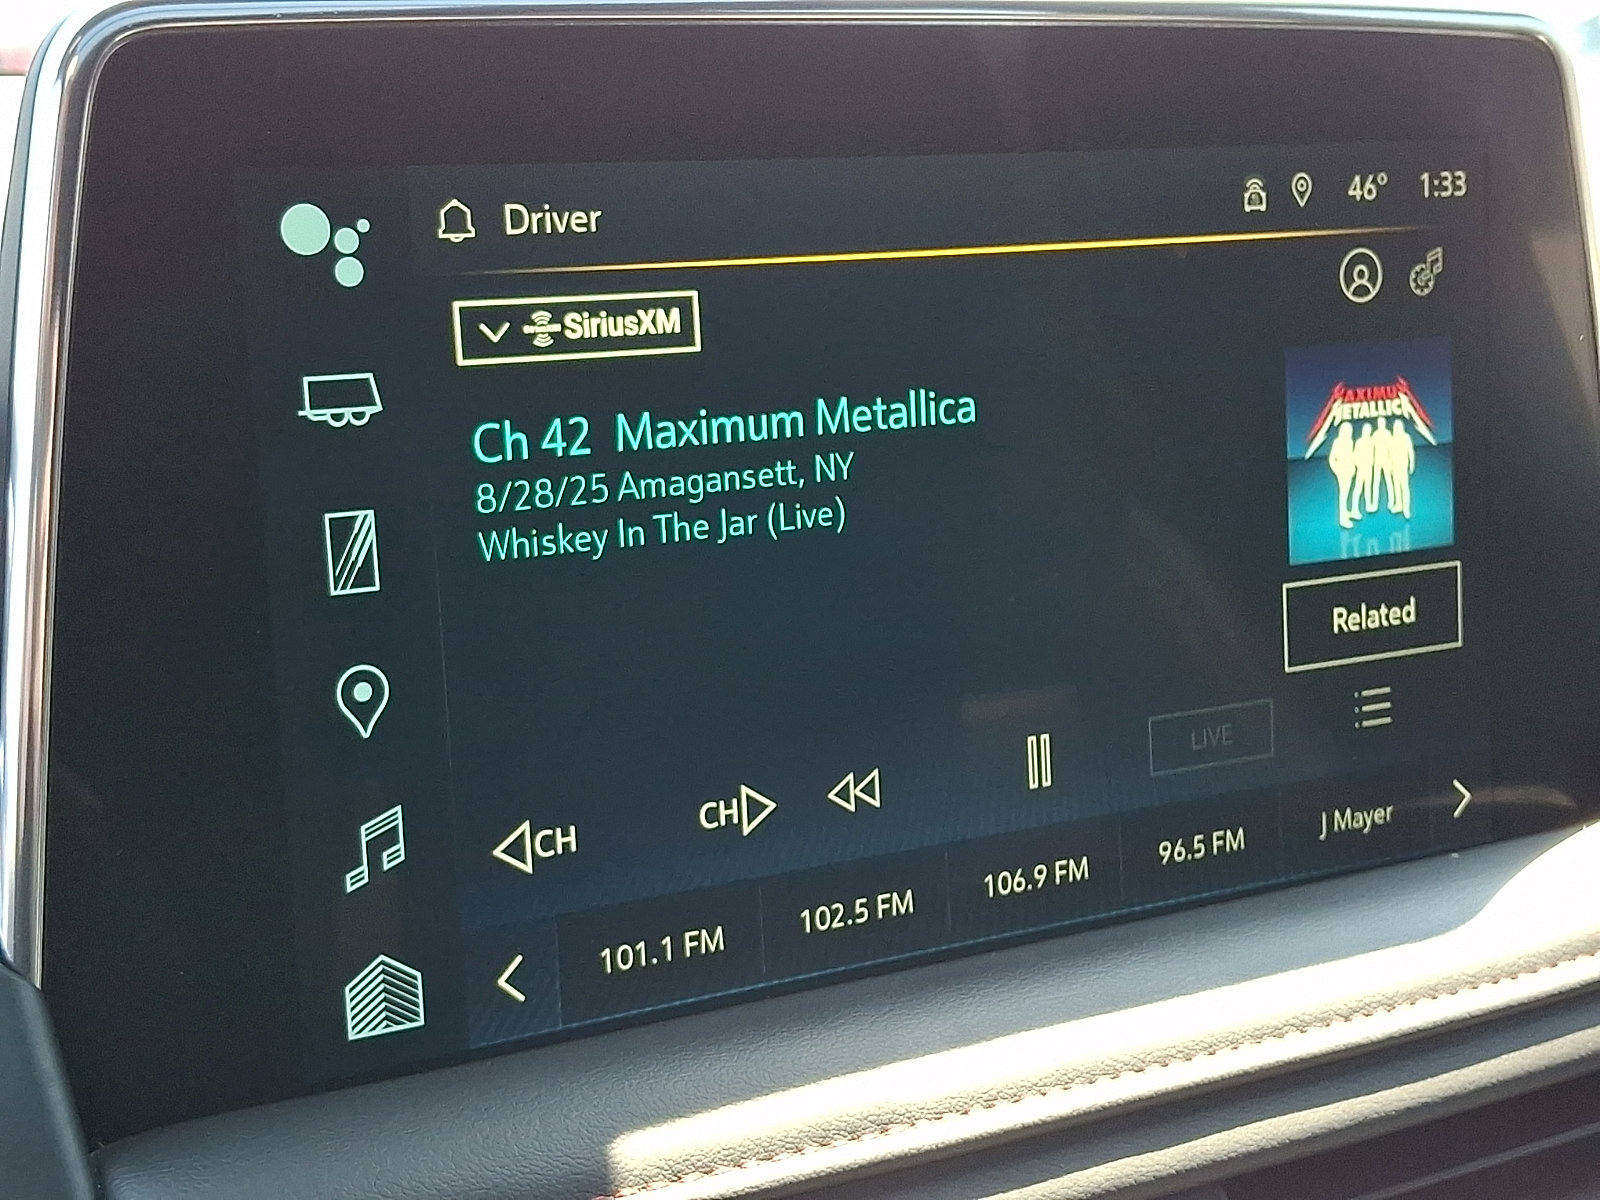 Driver
46° 1:33
SiriusXM
Ch 42 Maximum Metallica
8/28/25 Amagansett, NY
Whiskey In The Jar (Live)
MAXIMUM
METALLICA
Related
LIVE
CH
CH
101.1 FM
102.5 FM
106.9 FM
96.5 FM
J Mayer